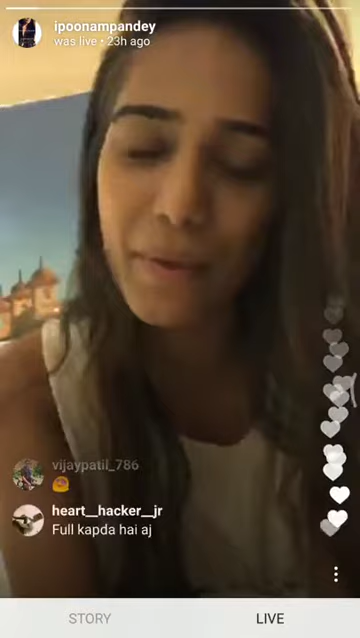 ipoonampandey
was live • 23h ago
vijaypatil_786
heart__hacker__jr
Full kapda hai aj
STORY
LIVE